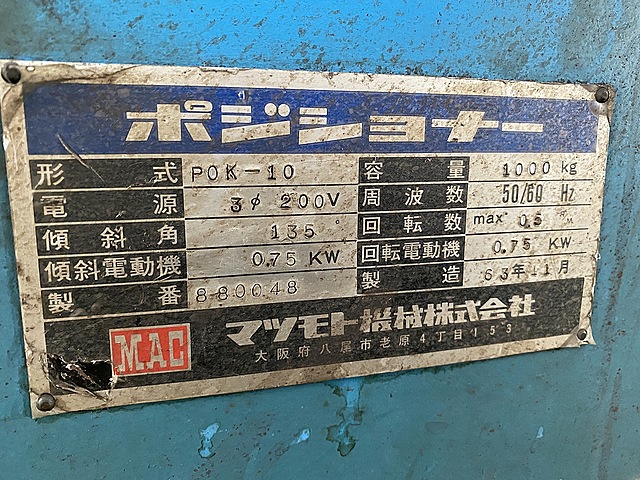 ポジショナー
形式 POK-10 容量 1000kg
電源 3φ 200V 周波数 50/60 Hz
傾斜角 135° 回転数 max 0.5
傾斜電動機 0.75 KW 回転電動機 0.75 KW
製番 880048 製造 63年 11月
MAC マツモト機械株式会社
大阪府八尾市老原4丁目153